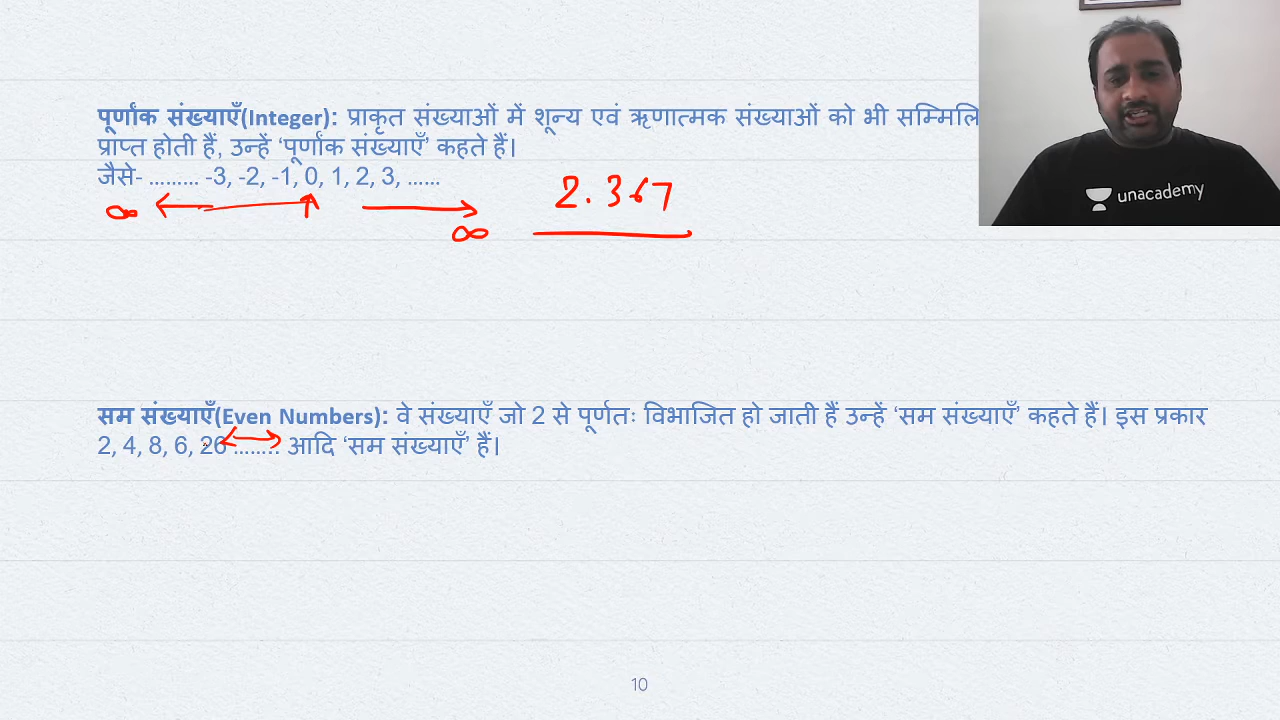 पूर्णांक संख्याएँ(Integer): प्राकृत संख्याओं में शून्य एवं ऋणात्मक संख्याओं को भी
प्राप्त होती हैं, उन्हें ‘पूर्णांक संख्याएँ’ कहते हैं।
जैसे- ......... -3, -2, -1, 0, 1, 2, 3, ......
2.367
∞
∞
unacademy
सम संख्याएँ(Even Numbers): वे संख्याएँ जो 2 से पूर्णतः विभाजित हो जाती हैं उन्हें ‘सम संख्याएँ’ कहते हैं। इस प्रकार
2, 4, 8, 6, 26 ........ आदि ‘सम संख्याएँ’ हैं।
10